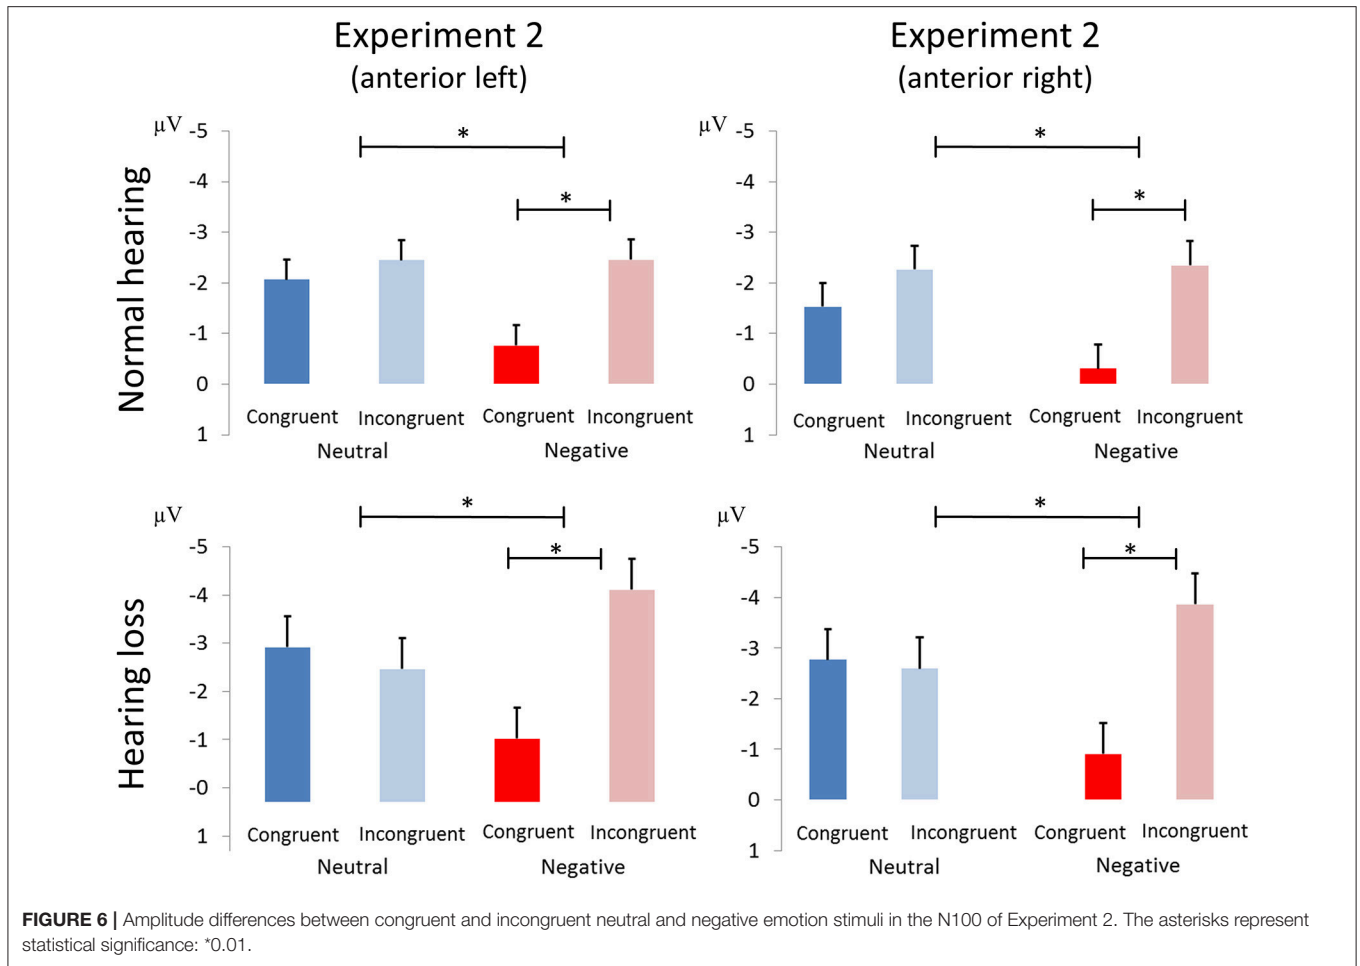 Experiment 2
(anterior left)
Experiment 2
(anterior right)
Normal hearing
µV
-5
-4
-3
-2
-1
0
1
*
*
Congruent Incongruent Congruent Incongruent
Neutral Negative
µV
-5
-4
-3
-2
-1
0
1
*
*
Congruent Incongruent Congruent Incongruent
Neutral Negative
Hearing loss
µV
-5
-4
-3
-2
-1
-0
1
*
*
Congruent Incongruent Congruent Incongruent
Neutral Negative
µV
-5
-4
-3
-2
-1
0
1
*
*
Congruent Incongruent Congruent Incongruent
Neutral Negative
FIGURE 6 | Amplitude differences between congruent and incongruent neutral and negative emotion stimuli in the N100 of Experiment 2. The asterisks represent
statistical significance: *0.01.